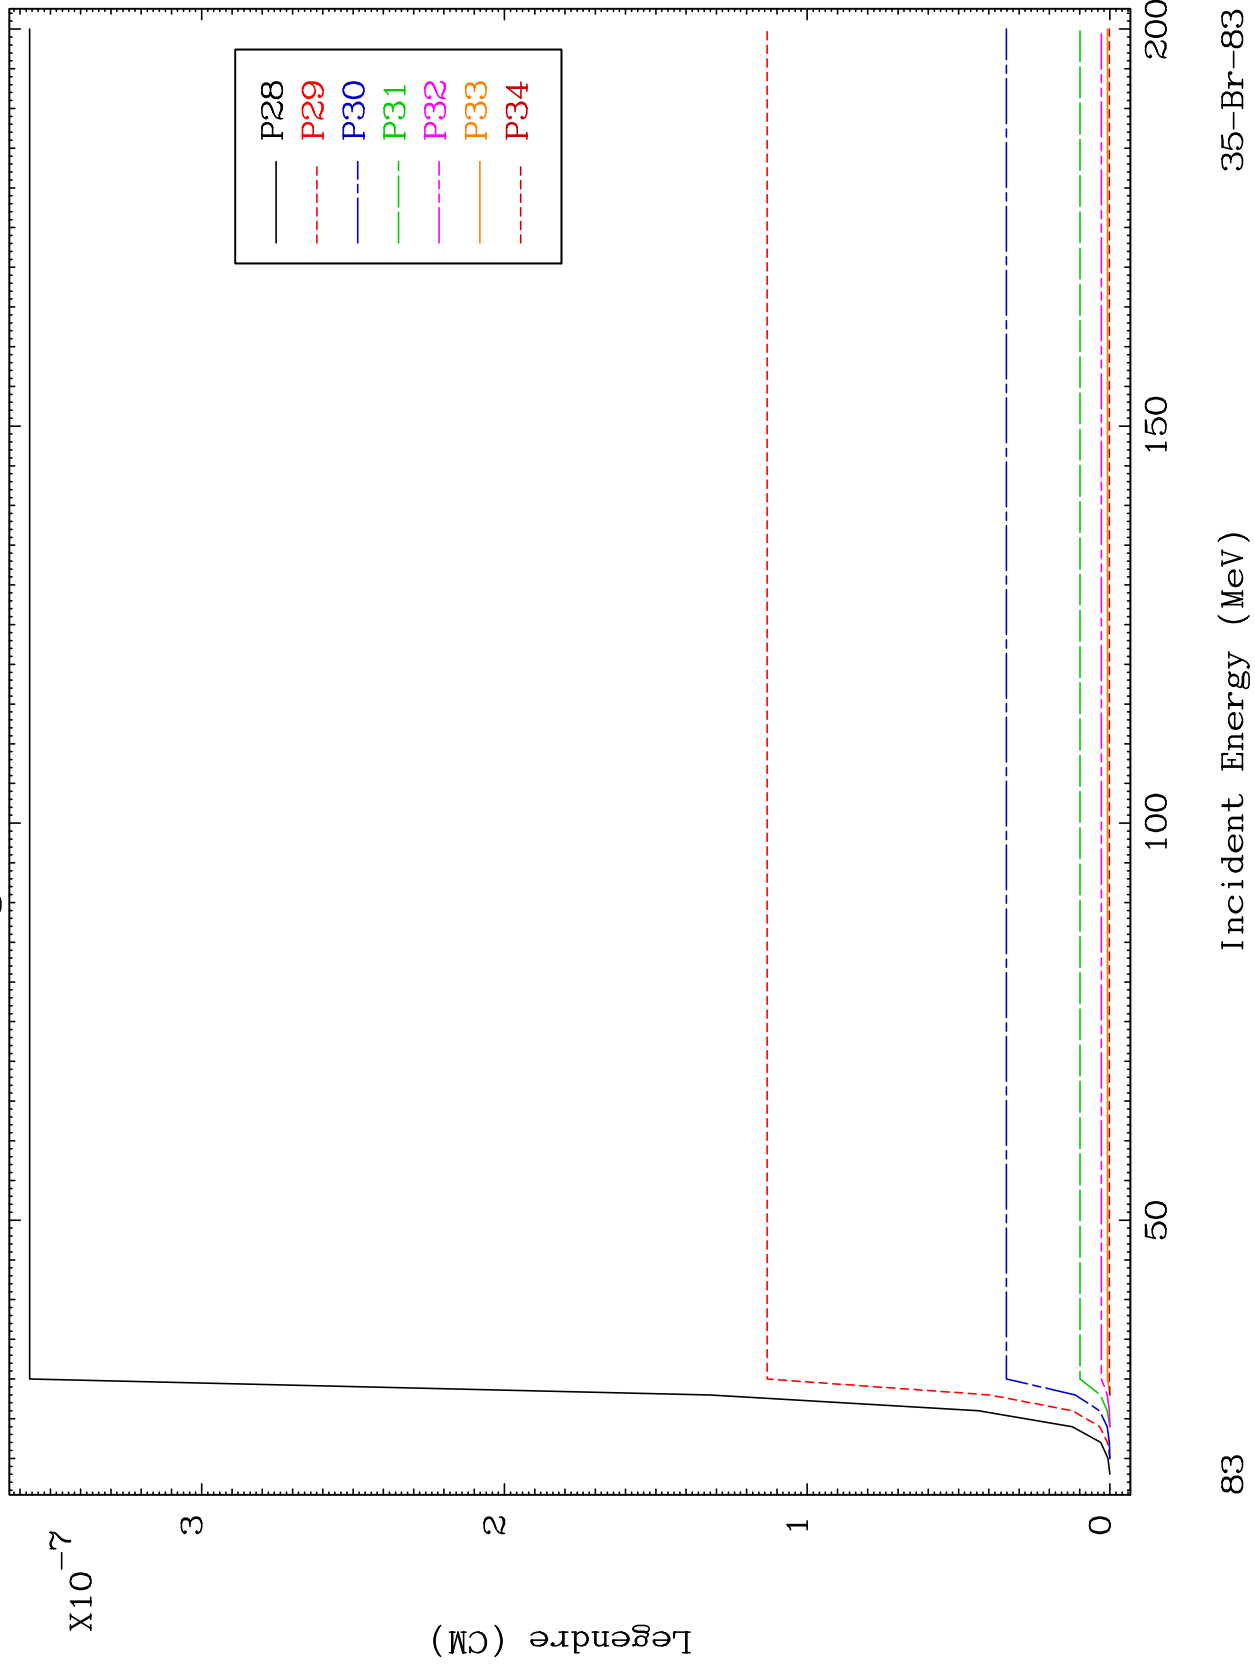 X10
-7
Legendre (CM)
3
2
1
0
P28
P29
P30
P31
P32
P33
P34
50
100
150
200
Incident Energy (MeV)
83
35-Br-83